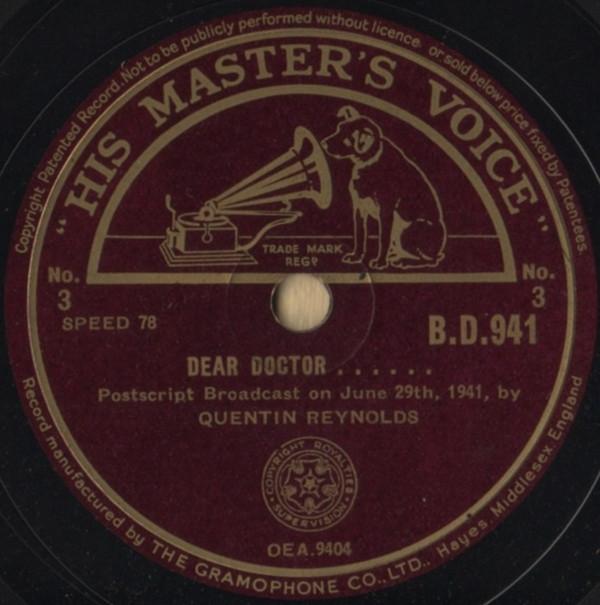 Copyright Patented Record. Not to be publicly performed without licence or sold below price fixed by Patentees.
"HIS MASTER'S VOICE"
TRADE MARK
REGD
No. 3
No. 3
SPEED 78
B.D.941
DEAR DOCTOR . . . . . .
Postscript Broadcast on June 29th, 1941, by
QUENTIN REYNOLDS
COPYRIGHT ROYALTIES
SUPERVISION
OEA.9404
Record manufactured by THE GRAMOPHONE CO., LTD., Hayes, Middlesex, England